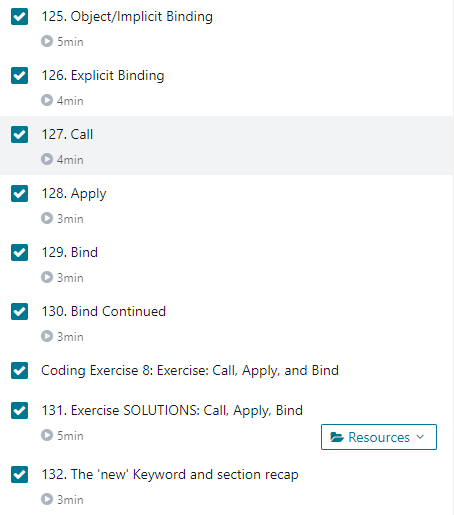 125. Object/Implicit Binding
5min
126. Explicit Binding
4min
127. Call
4min
128. Apply
3min
129. Bind
3min
130. Bind Continued
3min
Coding Exercise 8: Exercise: Call, Apply, and Bind
131. Exercise SOLUTIONS: Call, Apply, Bind
5min
Resources
132. The 'new' Keyword and section recap
3min